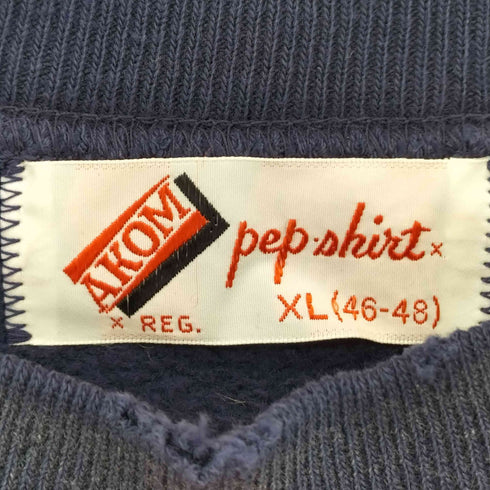 AKOM
pep-shirt x
x REG.
XL(46-48)